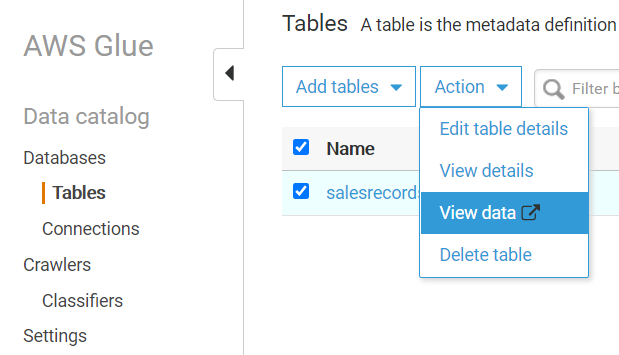 AWS Glue
Data catalog
Databases
Tables
Connections
Crawlers
Classifiers
Settings
Tables A table is the metadata definition
Add tables Action Filter b
Name
salesrecords
Edit table details
View details
View data
Delete table